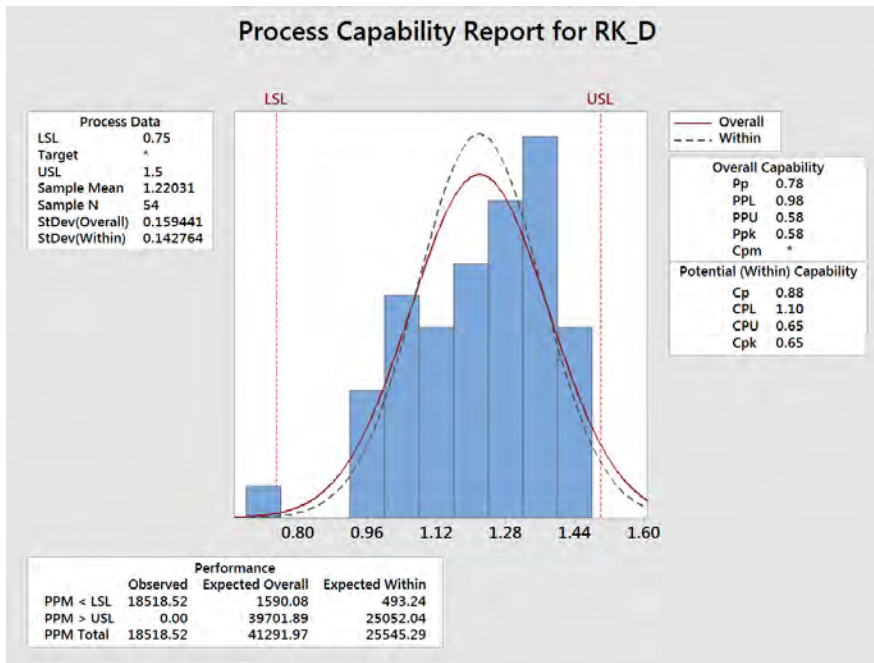 Process Capability Report for RK_D
LSL
USL
Process Data
LSL 0.75
Target *
USL 1.5
Sample Mean 1.22031
Sample N 54
StDev(Overall) 0.159441
StDev(Within) 0.142764
Overall
Within
Overall Capability
Pp 0.78
PPL 0.98
PPU 0.58
Ppk 0.58
Cpm *
Potential (Within) Capability
Cp 0.88
CPL 1.10
CPU 0.65
Cpk 0.65
0.80 0.96 1.12 1.28 1.44 1.60
Performance
Observed Expected Overall Expected Within
PPM < LSL 18518.52 1590.08 493.24
PPM > USL 0.00 39701.89 25052.04
PPM Total 18518.52 41291.97 25545.29